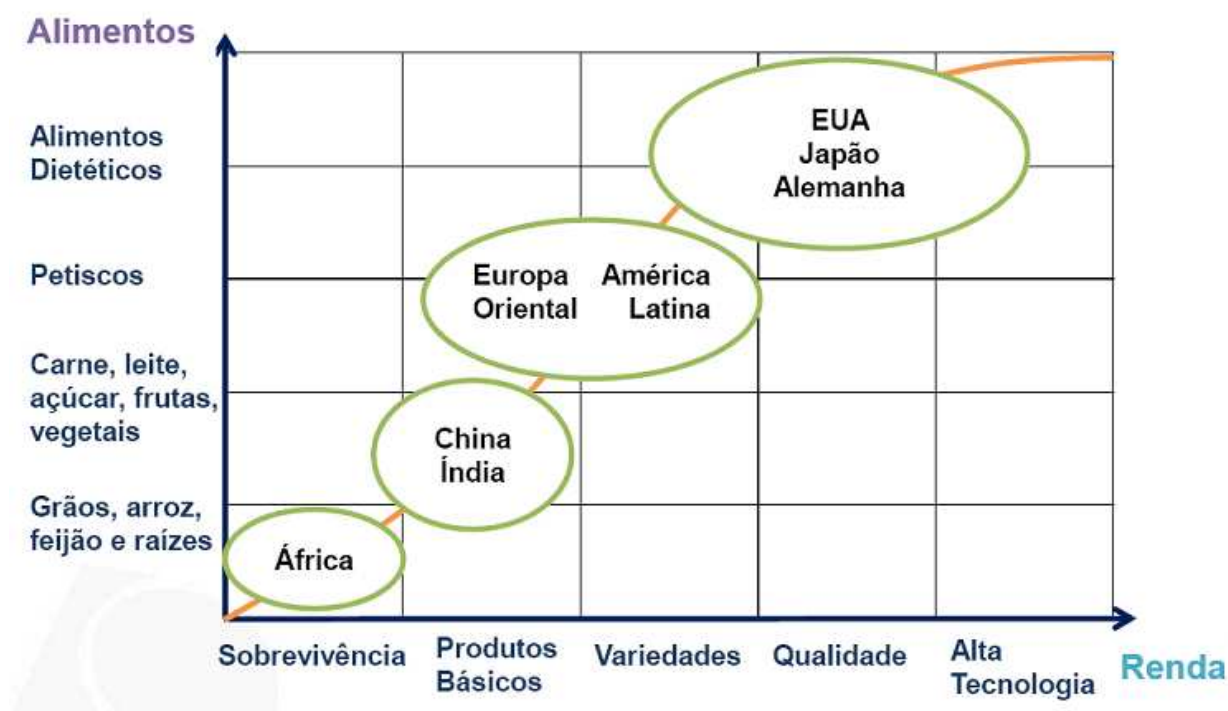 Alimentos
Alimentos
Dietéticos
Petiscos
Carne, leite,
açúcar, frutas,
vegetais
Grãos, arroz,
feijão e raízes
EUA
Japão
Alemanha
Europa América
Oriental Latina
China
Índia
África
Sobrevivência
Produtos
Básicos
Variedades
Qualidade
Alta
Tecnologia
Renda